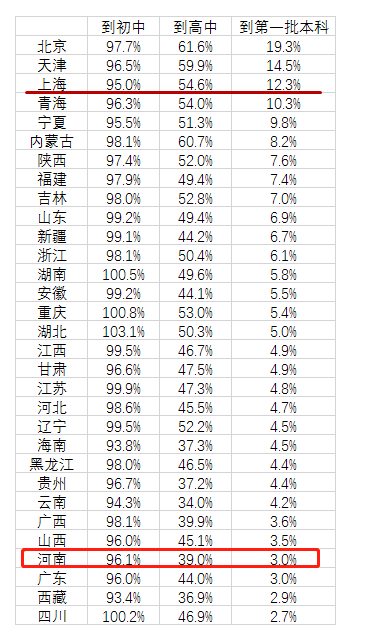 到初中 到高中 到第一批本科
北京 97.7% 61.6% 19.3%
天津 96.5% 59.9% 14.5%
上海 95.0% 54.6% 12.3%
青海 96.3% 54.0% 10.3%
宁夏 95.5% 51.3% 9.8%
内蒙古 98.1% 60.7% 8.2%
陕西 97.4% 52.0% 7.6%
福建 97.9% 49.4% 7.4%
吉林 98.0% 52.8% 7.0%
山东 99.2% 49.4% 6.9%
新疆 99.1% 44.2% 6.7%
浙江 98.1% 50.4% 6.1%
湖南 100.5% 49.6% 5.8%
安徽 99.2% 44.1% 5.5%
重庆 100.8% 53.0% 5.4%
湖北 103.1% 50.3% 5.0%
江西 99.5% 46.7% 4.9%
甘肃 96.6% 47.5% 4.9%
江苏 99.9% 47.3% 4.8%
河北 98.6% 45.5% 4.7%
辽宁 99.5% 52.2% 4.5%
海南 93.8% 37.3% 4.5%
黑龙江 98.0% 46.5% 4.4%
贵州 96.7% 37.2% 4.4%
云南 94.3% 34.0% 4.2%
广西 98.1% 39.9% 3.6%
山西 96.0% 45.1% 3.5%
河南 96.1% 39.0% 3.0%
广东 96.0% 44.0% 3.0%
西藏 93.4% 36.9% 2.9%
四川 100.2% 46.9% 2.7%